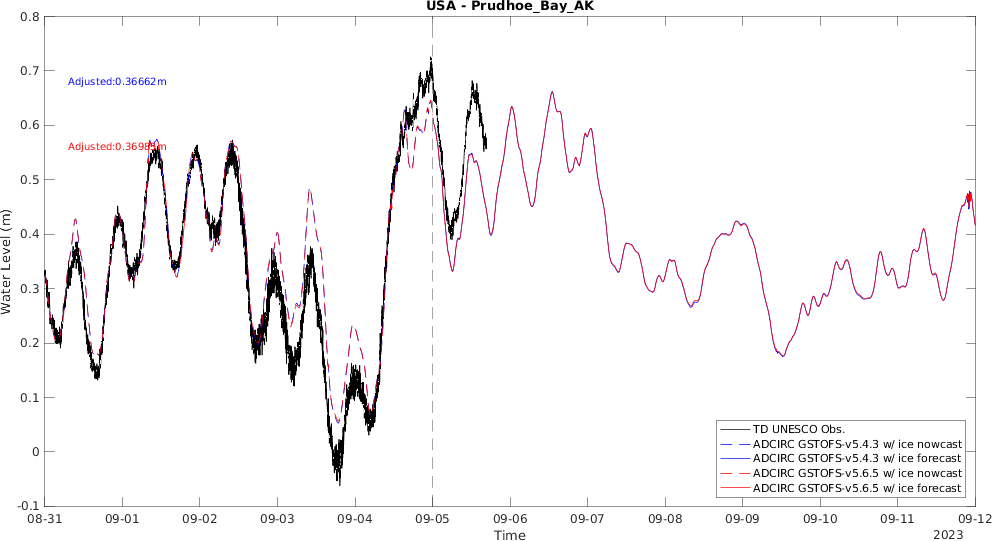 USA - Prudhoe_Bay_AK
Water Level (m)
0.8
0.7
0.6
0.5
0.4
0.3
0.2
0.1
0
-0.1
Adjusted:0.36662m
TD UNESCO Obs.
ADCIRC GSTOFS-v5.4.3 w/ ice nowcast
ADCIRC GSTOFS-v5.4.3 w/ ice forecast
ADCIRC GSTOFS-v5.6.5 w/ ice nowcast
ADCIRC GSTOFS-v5.6.5 w/ ice forecast
08-31 09-01 09-02 09-03 09-04 09-05 09-06 09-07 09-08 09-09 09-10 09-11 09-12
Time
2023